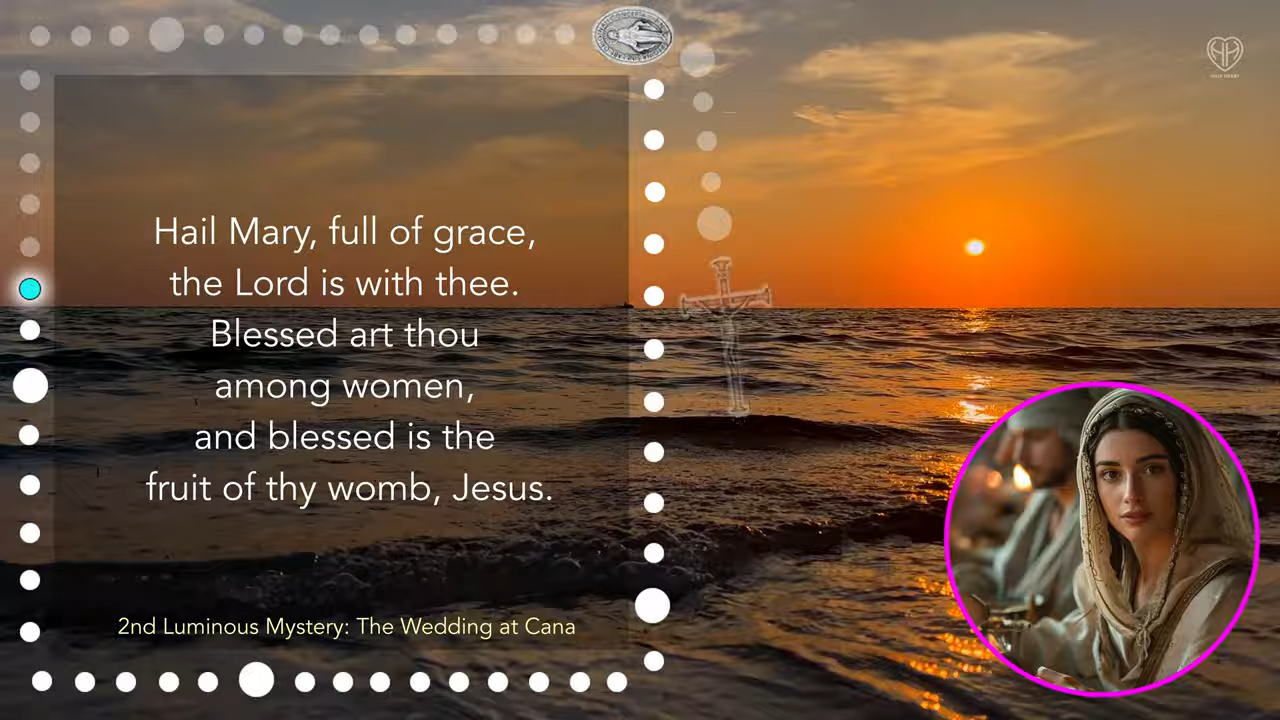 Hail Mary, full of grace,
the Lord is with thee.
Blessed art thou
among women,
and blessed is the
fruit of thy womb, Jesus.
2nd Luminous Mystery: The Wedding at Cana